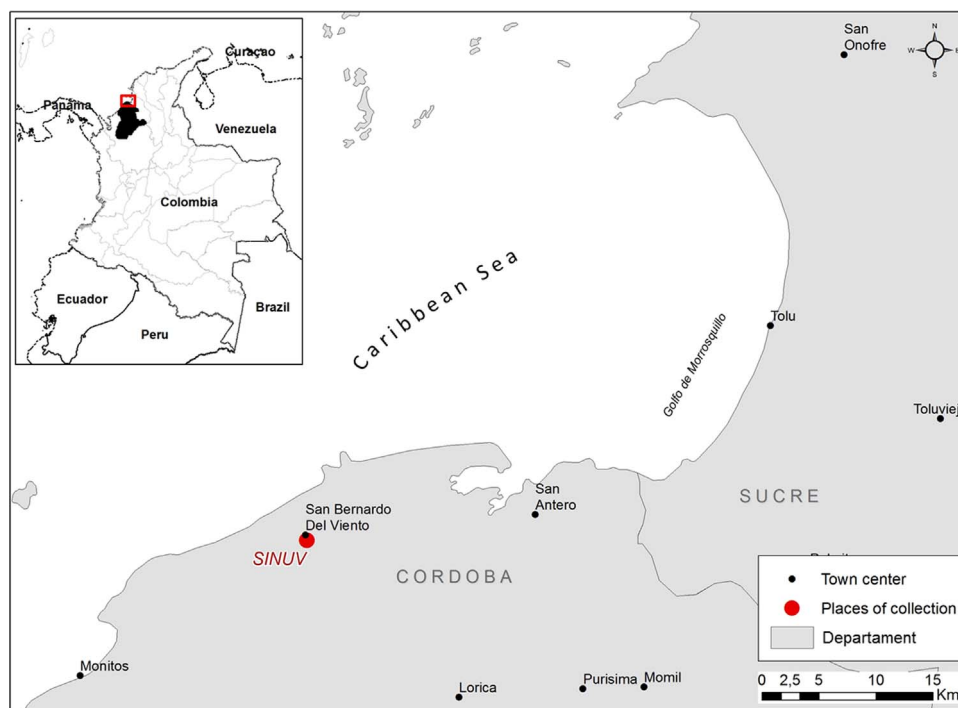 Curaçao
Panama
Venezuela
Colombia
Ecuador
Brazil
Peru
San
Onofre
N
W
S
Caribbean Sea
Golfo de Morrosquillo
Tolu
Toluviej
San Bernardo
Del Viento
SINUV
San
Antero
SUCRE
CORDOBA
Monitos
Lorica
Purisima
Momil
Town center
Places of collection
Departament
0 2,5 5 10 15
Km